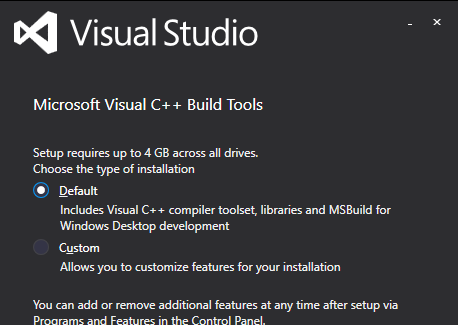 Visual Studio
Microsoft Visual C++ Build Tools
Setup requires up to 4 GB across all drives.
Choose the type of installation
Default
Includes Visual C++ compiler toolset, libraries and MSBuild for
Windows Desktop development
Custom
Allows you to customize features for your installation
You can add or remove additional features at any time after setup via
Programs and Features in the Control Panel.